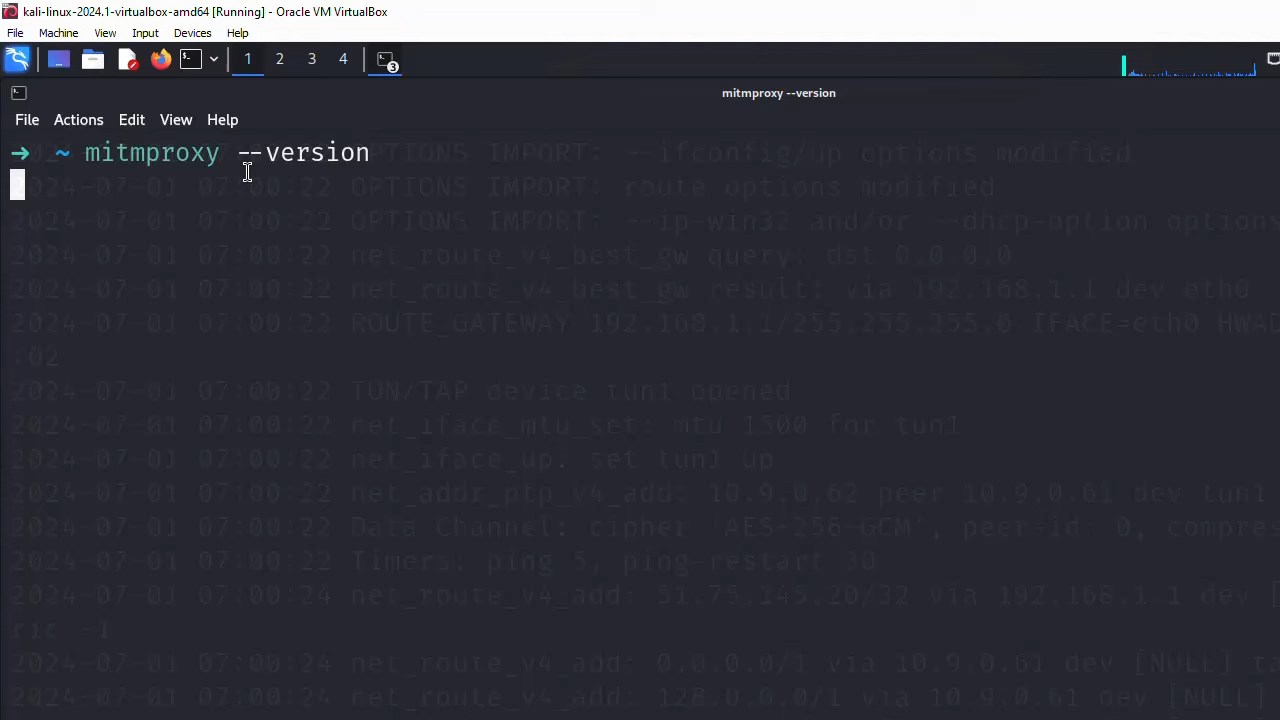 kali-linux-2024.1-virtualbox-amd64 [Running] - Oracle VM VirtualBox
File Machine View Input Devices Help
1 2 3 4 3
mitmproxy --version
File Actions Edit View Help
→ ~ mitmproxy --version
OPTIONS IMPORT: --ifconfig/up options modified
2024-07-01 07:00:22 OPTIONS IMPORT: route options modified
2024-07-01 07:00:22 OPTIONS IMPORT: --ip-win32 and/or --dhcp-option options
2024-07-01 07:00:22 net_route_v4_best_gw query: dst 0.0.0.0
2024-07-01 07:00:22 net_route_v4_best_gw result: via 192.168.1.1 dev eth0
2024-07-01 07:00:22 ROUTE_GATEWAY 192.168.1.1/255.255.255.0 IFACE=eth0 HWAD
:02
2024-07-01 07:00:22 TUN/TAP device tun1 opened
2024-07-01 07:00:22 net_iface_mtu_set: mtu 1500 for tun1
2024-07-01 07:00:22 net_iface_up: set tun1 up
2024-07-01 07:00:22 net_addr_ptp_v4_add: 10.9.0.62 peer 10.9.0.61 dev tun1
2024-07-01 07:00:22 Data Channel: cipher 'AES-256-GCM', peer-id: 0, compres
2024-07-01 07:00:22 Timers: ping 5, ping-restart 30
2024-07-01 07:00:24 net_route_v4_add: 51.75.145.20/32 via 192.168.1.1 dev [
ric -1
2024-07-01 07:00:24 net_route_v4_add: 0.0.0.0/1 via 10.9.0.61 dev [NULL] ta
2024-07-01 07:00:24 net_route_v4_add: 128.0.0.0/1 via 10.9.0.61 dev [NULL]